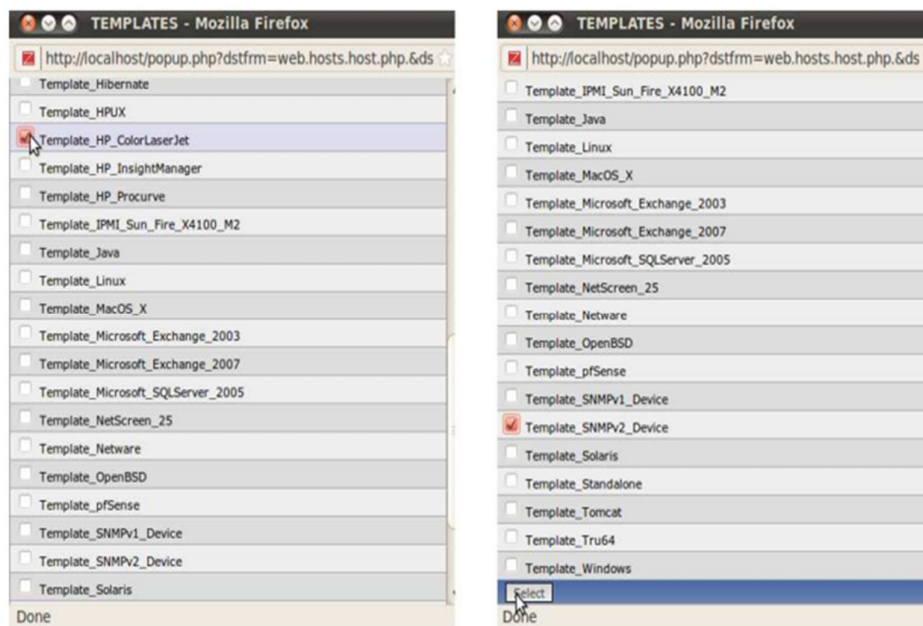 TEMPLATES - Mozilla Firefox
http://localhost/popup.php?dstfrm=web.hosts.host.php.&ds
Template_Hibernate
Template_HPUX
Template_HP_ColorLaserJet
Template_HP_InsightManager
Template_HP_Procurve
Template_IPMI_Sun_Fire_X4100_M2
Template_Java
Template_Linux
Template_MacOS_X
Template_Microsoft_Exchange_2003
Template_Microsoft_Exchange_2007
Template_Microsoft_SQLServer_2005
Template_NetScreen_25
Template_Netware
Template_OpenBSD
Template_pfSense
Template_SNMPv1_Device
Template_SNMPv2_Device
Template_Solaris
Done
TEMPLATES - Mozilla Firefox
http://localhost/popup.php?dstfrm=web.hosts.host.php.&ds
Template_IPMI_Sun_Fire_X4100_M2
Template_Java
Template_Linux
Template_MacOS_X
Template_Microsoft_Exchange_2003
Template_Microsoft_Exchange_2007
Template_Microsoft_SQLServer_2005
Template_NetScreen_25
Template_Netware
Template_OpenBSD
Template_pfSense
Template_SNMPv1_Device
Template_SNMPv2_Device
Template_Solaris
Template_Standalone
Template_Tomcat
Template_Tru64
Template_Windows
Select
Done